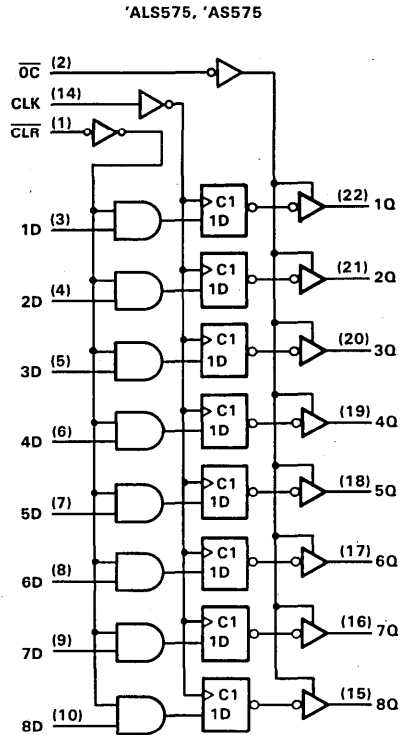 'ALS575, 'AS575
OC (2)
CLK (14)
CLR (1)
C1 (22) 1Q
1D (3) 1D
C1 (21) 2Q
2D (4) 1D
C1 (20) 3Q
3D (5) 1D
C1 (19) 4Q
4D (6) 1D
C1 (18) 5Q
5D (7) 1D
C1 (17) 6Q
6D (8) 1D
C1 (16) 7Q
7D (9) 1D
C1 (15) 8Q
8D (10) 1D